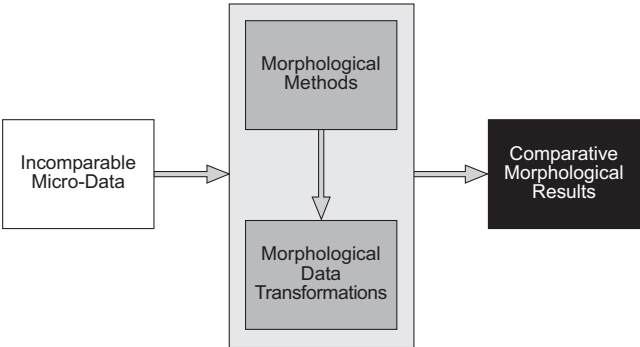 Morphological
Methods
Incomparable
Micro-Data
Comparative
Morphological
Results
Morphological
Data
Transformations